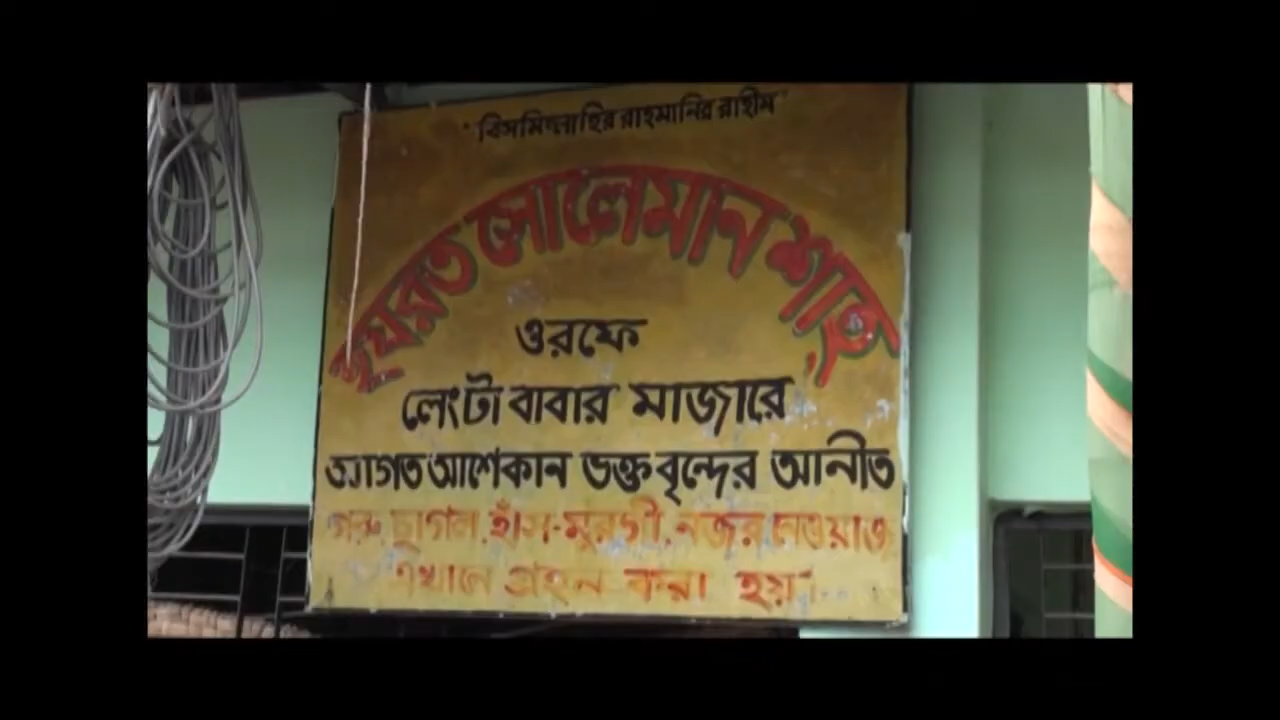 বিসমিল্লাহির রাহমানির রাহীম
হযরত সোলেমান শাহ্
ওরফে
লেংটা বাবার মাজারে
আগত আশেকান ভক্তবৃন্দের আনীত
গরু, ছাগল, হাঁস-মুরগী, নজর নেওয়াজ
এখানে গ্রহন করা হয়।